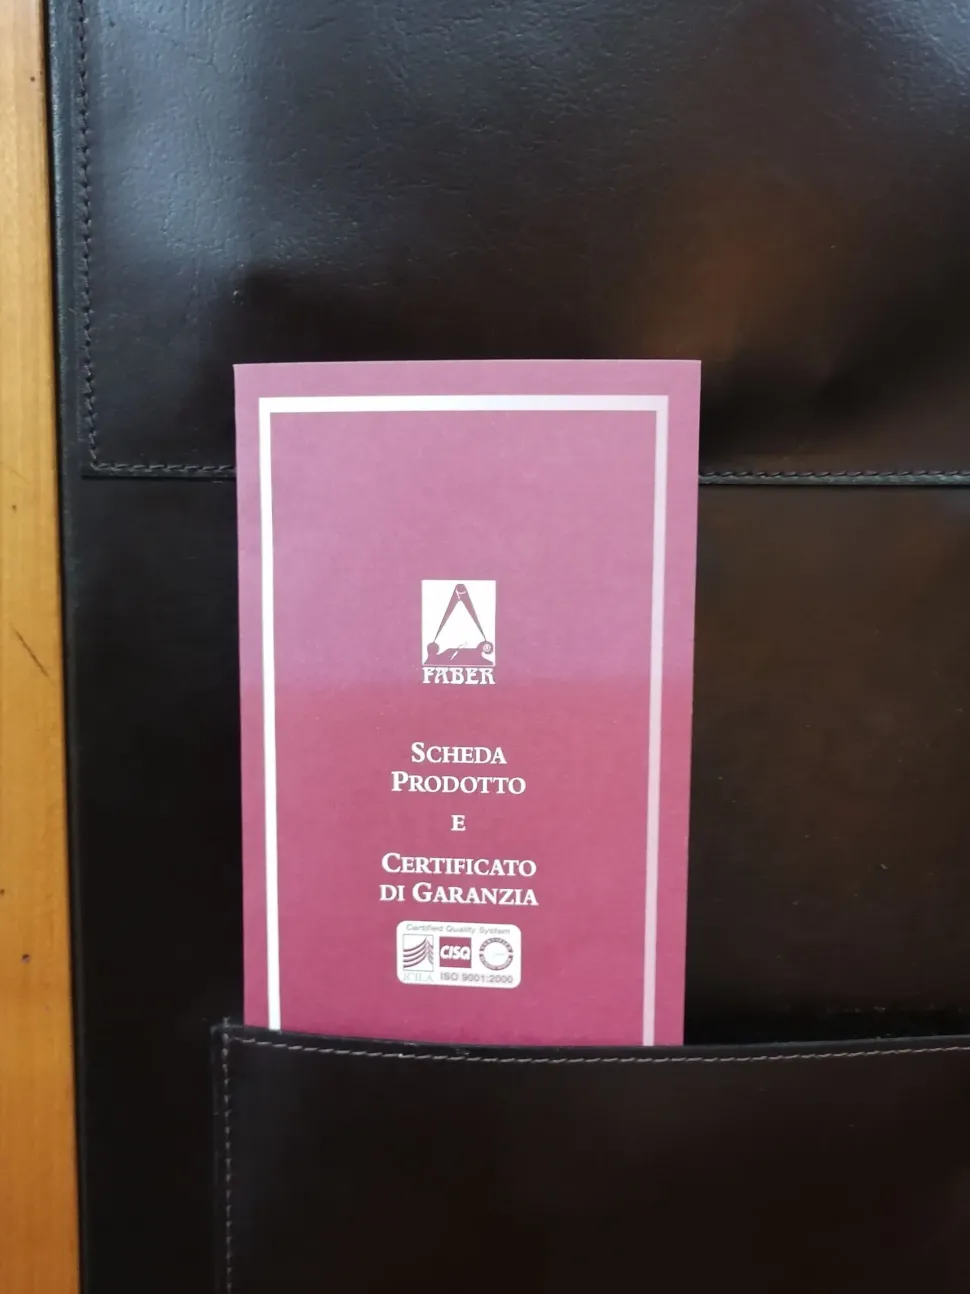 FABER
SCHEDA
PRODOTTO
E
CERTIFICATO
DI GARANZIA
Certified Quality System
CISQ
ICILA ISO 9001:2000